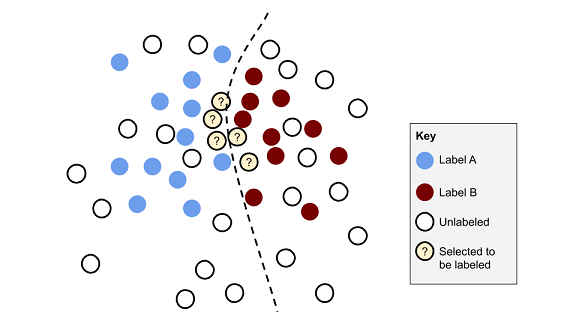 ?
?
?
?
?
Key
Label A
Label B
Unlabeled
? Selected to
be labeled